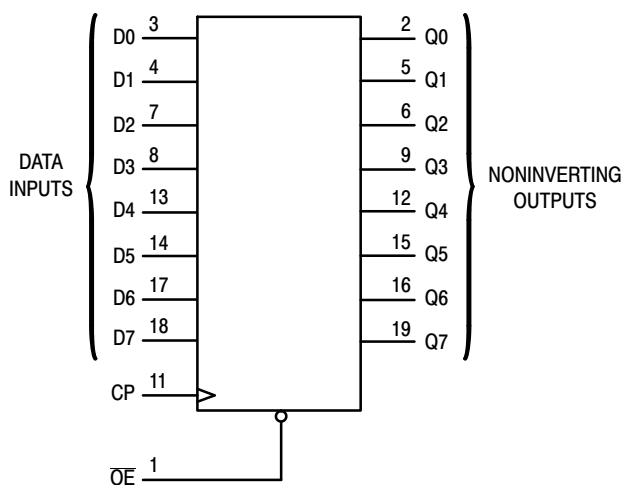 DATA
INPUTS
D0 3
D1 4
D2 7
D3 8
D4 13
D5 14
D6 17
D7 18
CP 11
O̅E̅ 1
2 Q0
5 Q1
6 Q2
9 Q3
12 Q4
15 Q5
16 Q6
19 Q7
NONINVERTING
OUTPUTS